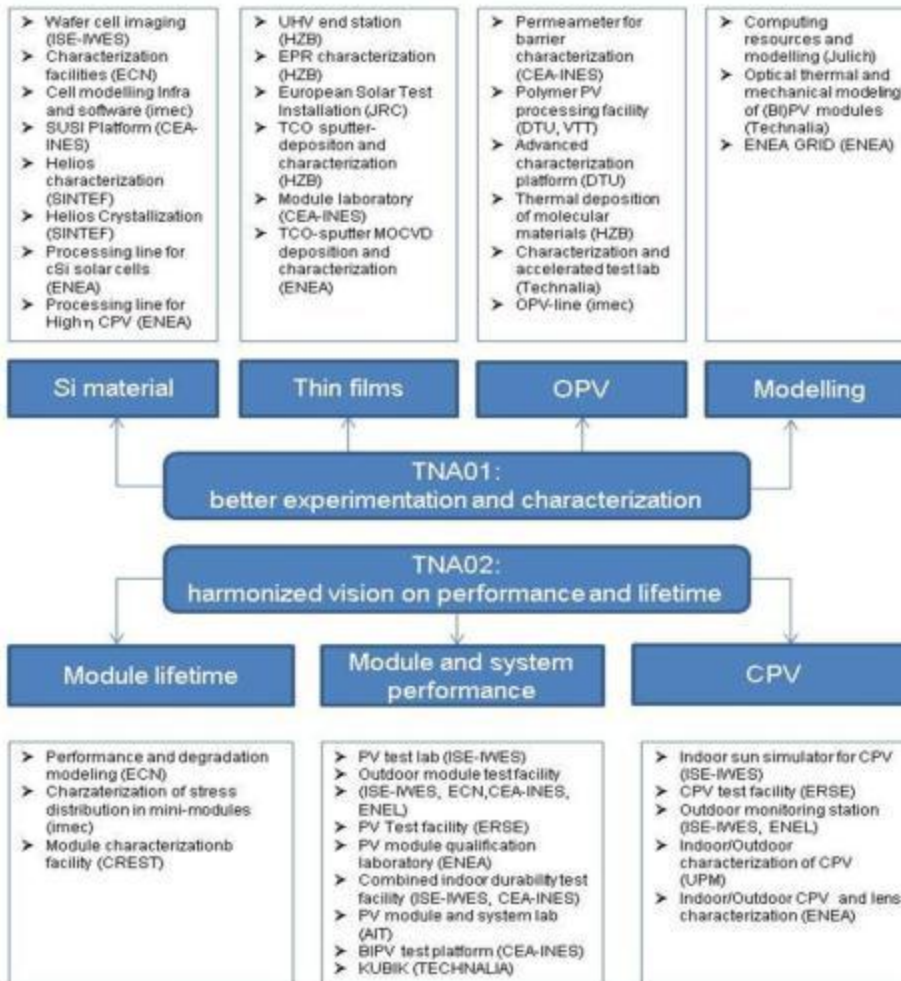 ➢ Wafer cell imaging
(ISE-IWES)
➢ Characterization
facilities (ECN)
➢ Cell modelling Infra
and software (imec)
➢ SUSI Platform (CEA-
INES)
➢ Helios
characterization
(SINTEF)
➢ Helios Crystallization
(SINTEF)
➢ Processing line for
cSi solar cells
(ENEA)
➢ Processing line for
High η CPV (ENEA)
➢ UHV end station
(HZB)
➢ EPR characterization
(HZB)
➢ European Solar Test
Installation (JRC)
➢ TCO sputter-
depositon and
characterization
(HZB)
➢ Module laboratory
(CEA-INES)
➢ TCO-sputter MOCVD
deposition and
characterization
(ENEA)
➢ Permeameter for
barrier
characterization
(CEA-INES)
➢ Polymer PV
processing facility
(DTU, VTT)
➢ Advanced
characterization
platform (DTU)
➢ Thermal deposition
of molecular
materials (HZB)
➢ Characterization and
accelerated test lab
(Technalia)
➢ OPV-line (imec)
➢ Computing
resources and
modelling (Julich)
➢ Optical thermal and
mechanical modeling
of (BI)PV modules
(Technalia)
➢ ENEA GRID (ENEA)
Si material
Thin films
OPV
Modelling
TNA01:
better experimentation and characterization
TNA02:
harmonized vision on performance and lifetime
Module lifetime
Module and system
performance
CPV
➢ Performance and degradation
modeling (ECN)
➢ Charzaterization of stress
distribution in mini-modules
(imec)
➢ Module characterizationb
facility (CREST)
➢ PV test lab (ISE-IWES)
➢ Outdoor module test facility
➢ (ISE-IWES, ECN,CEA-INES,
ENEL)
➢ PV Test facility (ERSE)
➢ PV module qualification
laboratory (ENEA)
➢ Combined indoor durability test
facility (ISE-IWES, CEA-INES)
➢ PV module and system lab
(AIT)
➢ BIPV test platform (CEA-INES)
➢ KUBIK (TECHNALIA)
➢ Indoor sun simulator for CPV
(ISE-IWES)
➢ CPV test facility (ERSE)
➢ Outdoor monitoring station
(ISE-IWES, ENEL)
➢ Indoor/Outdoor
characterization of CPV
(UPM)
➢ Indoor/Outdoor CPV and lens
characterization (ENEA)